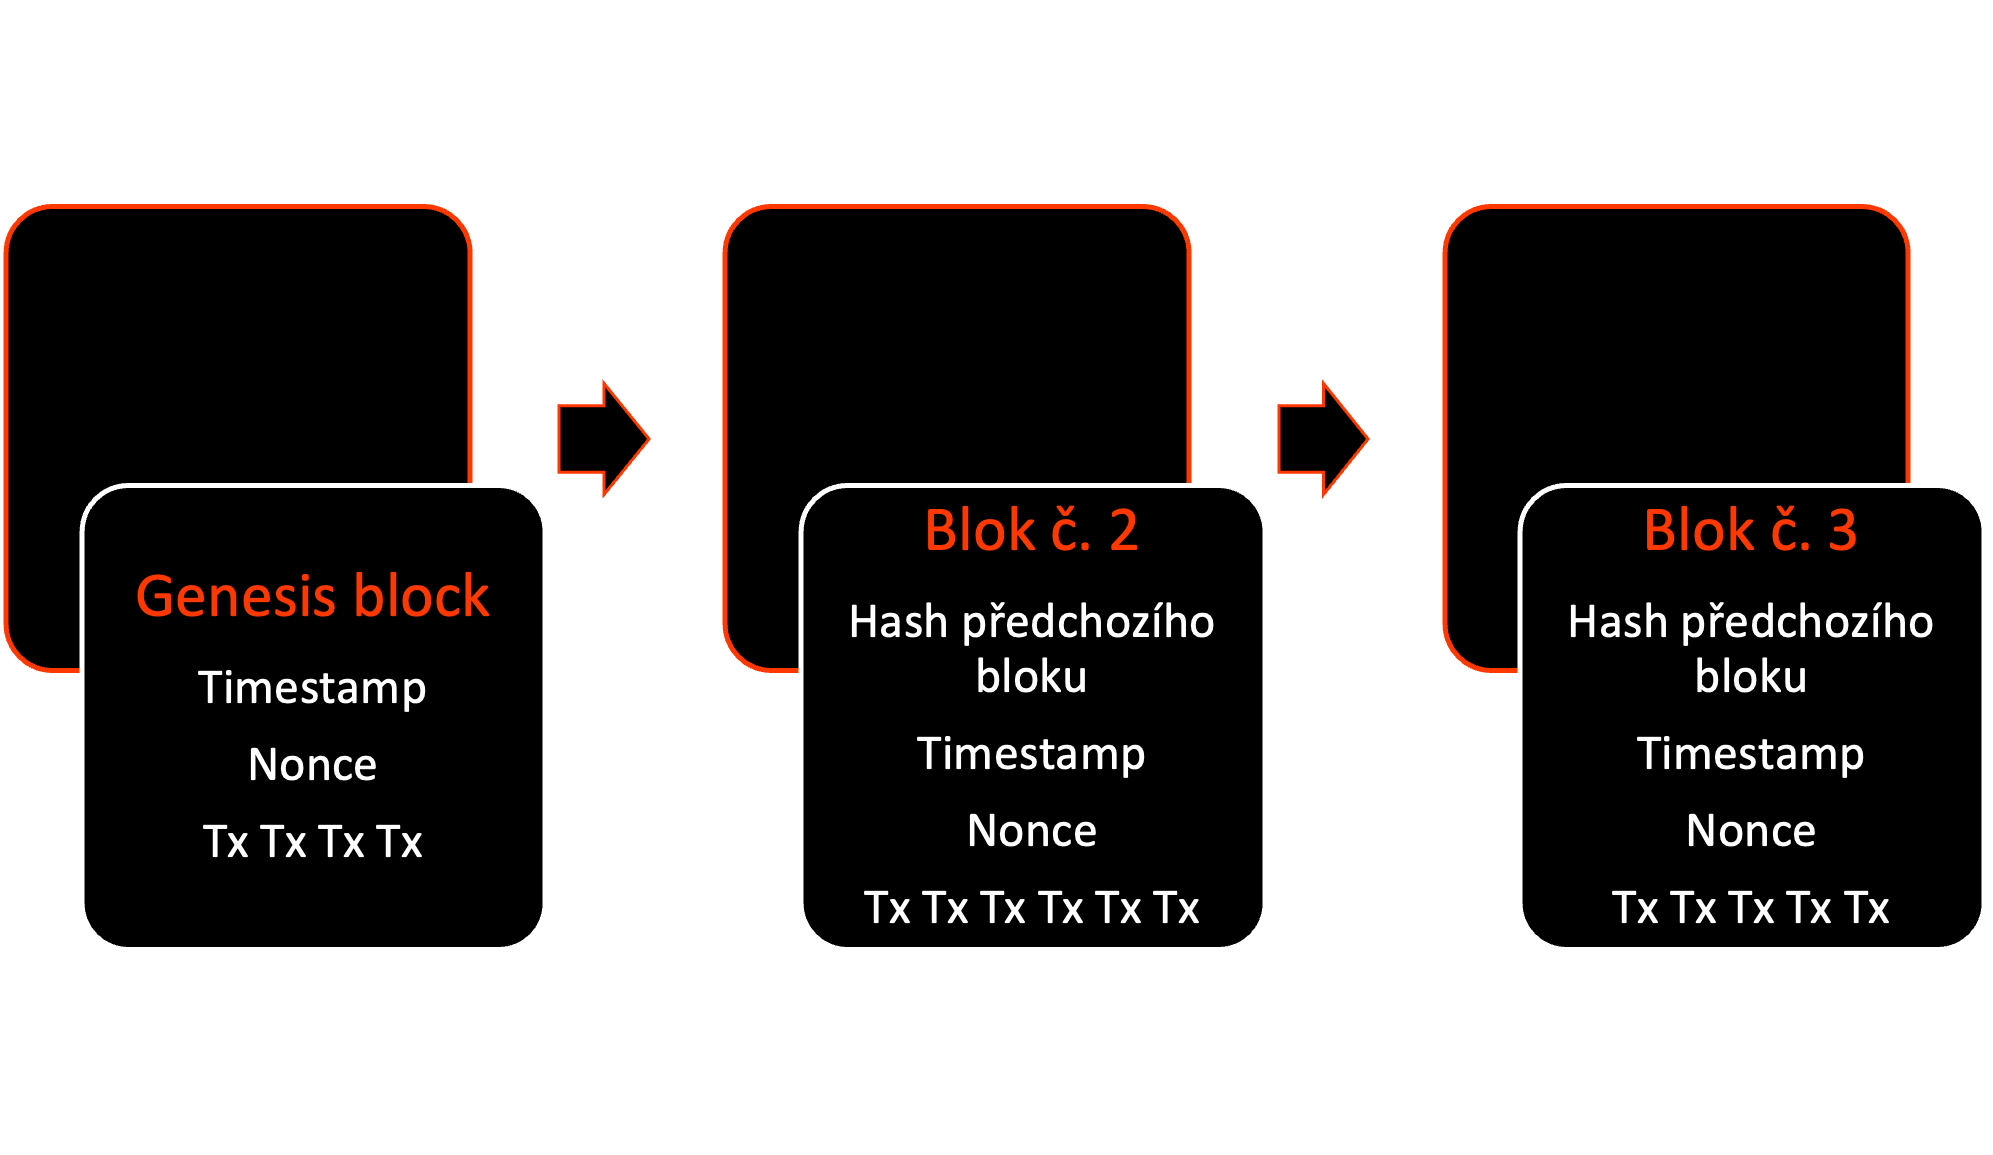 Genesis block
Timestamp
Nonce
Tx Tx Tx Tx
Blok č. 2
Hash předchozího
bloku
Timestamp
Nonce
Tx Tx Tx Tx Tx Tx
Blok č. 3
Hash předchozího
bloku
Timestamp
Nonce
Tx Tx Tx Tx Tx